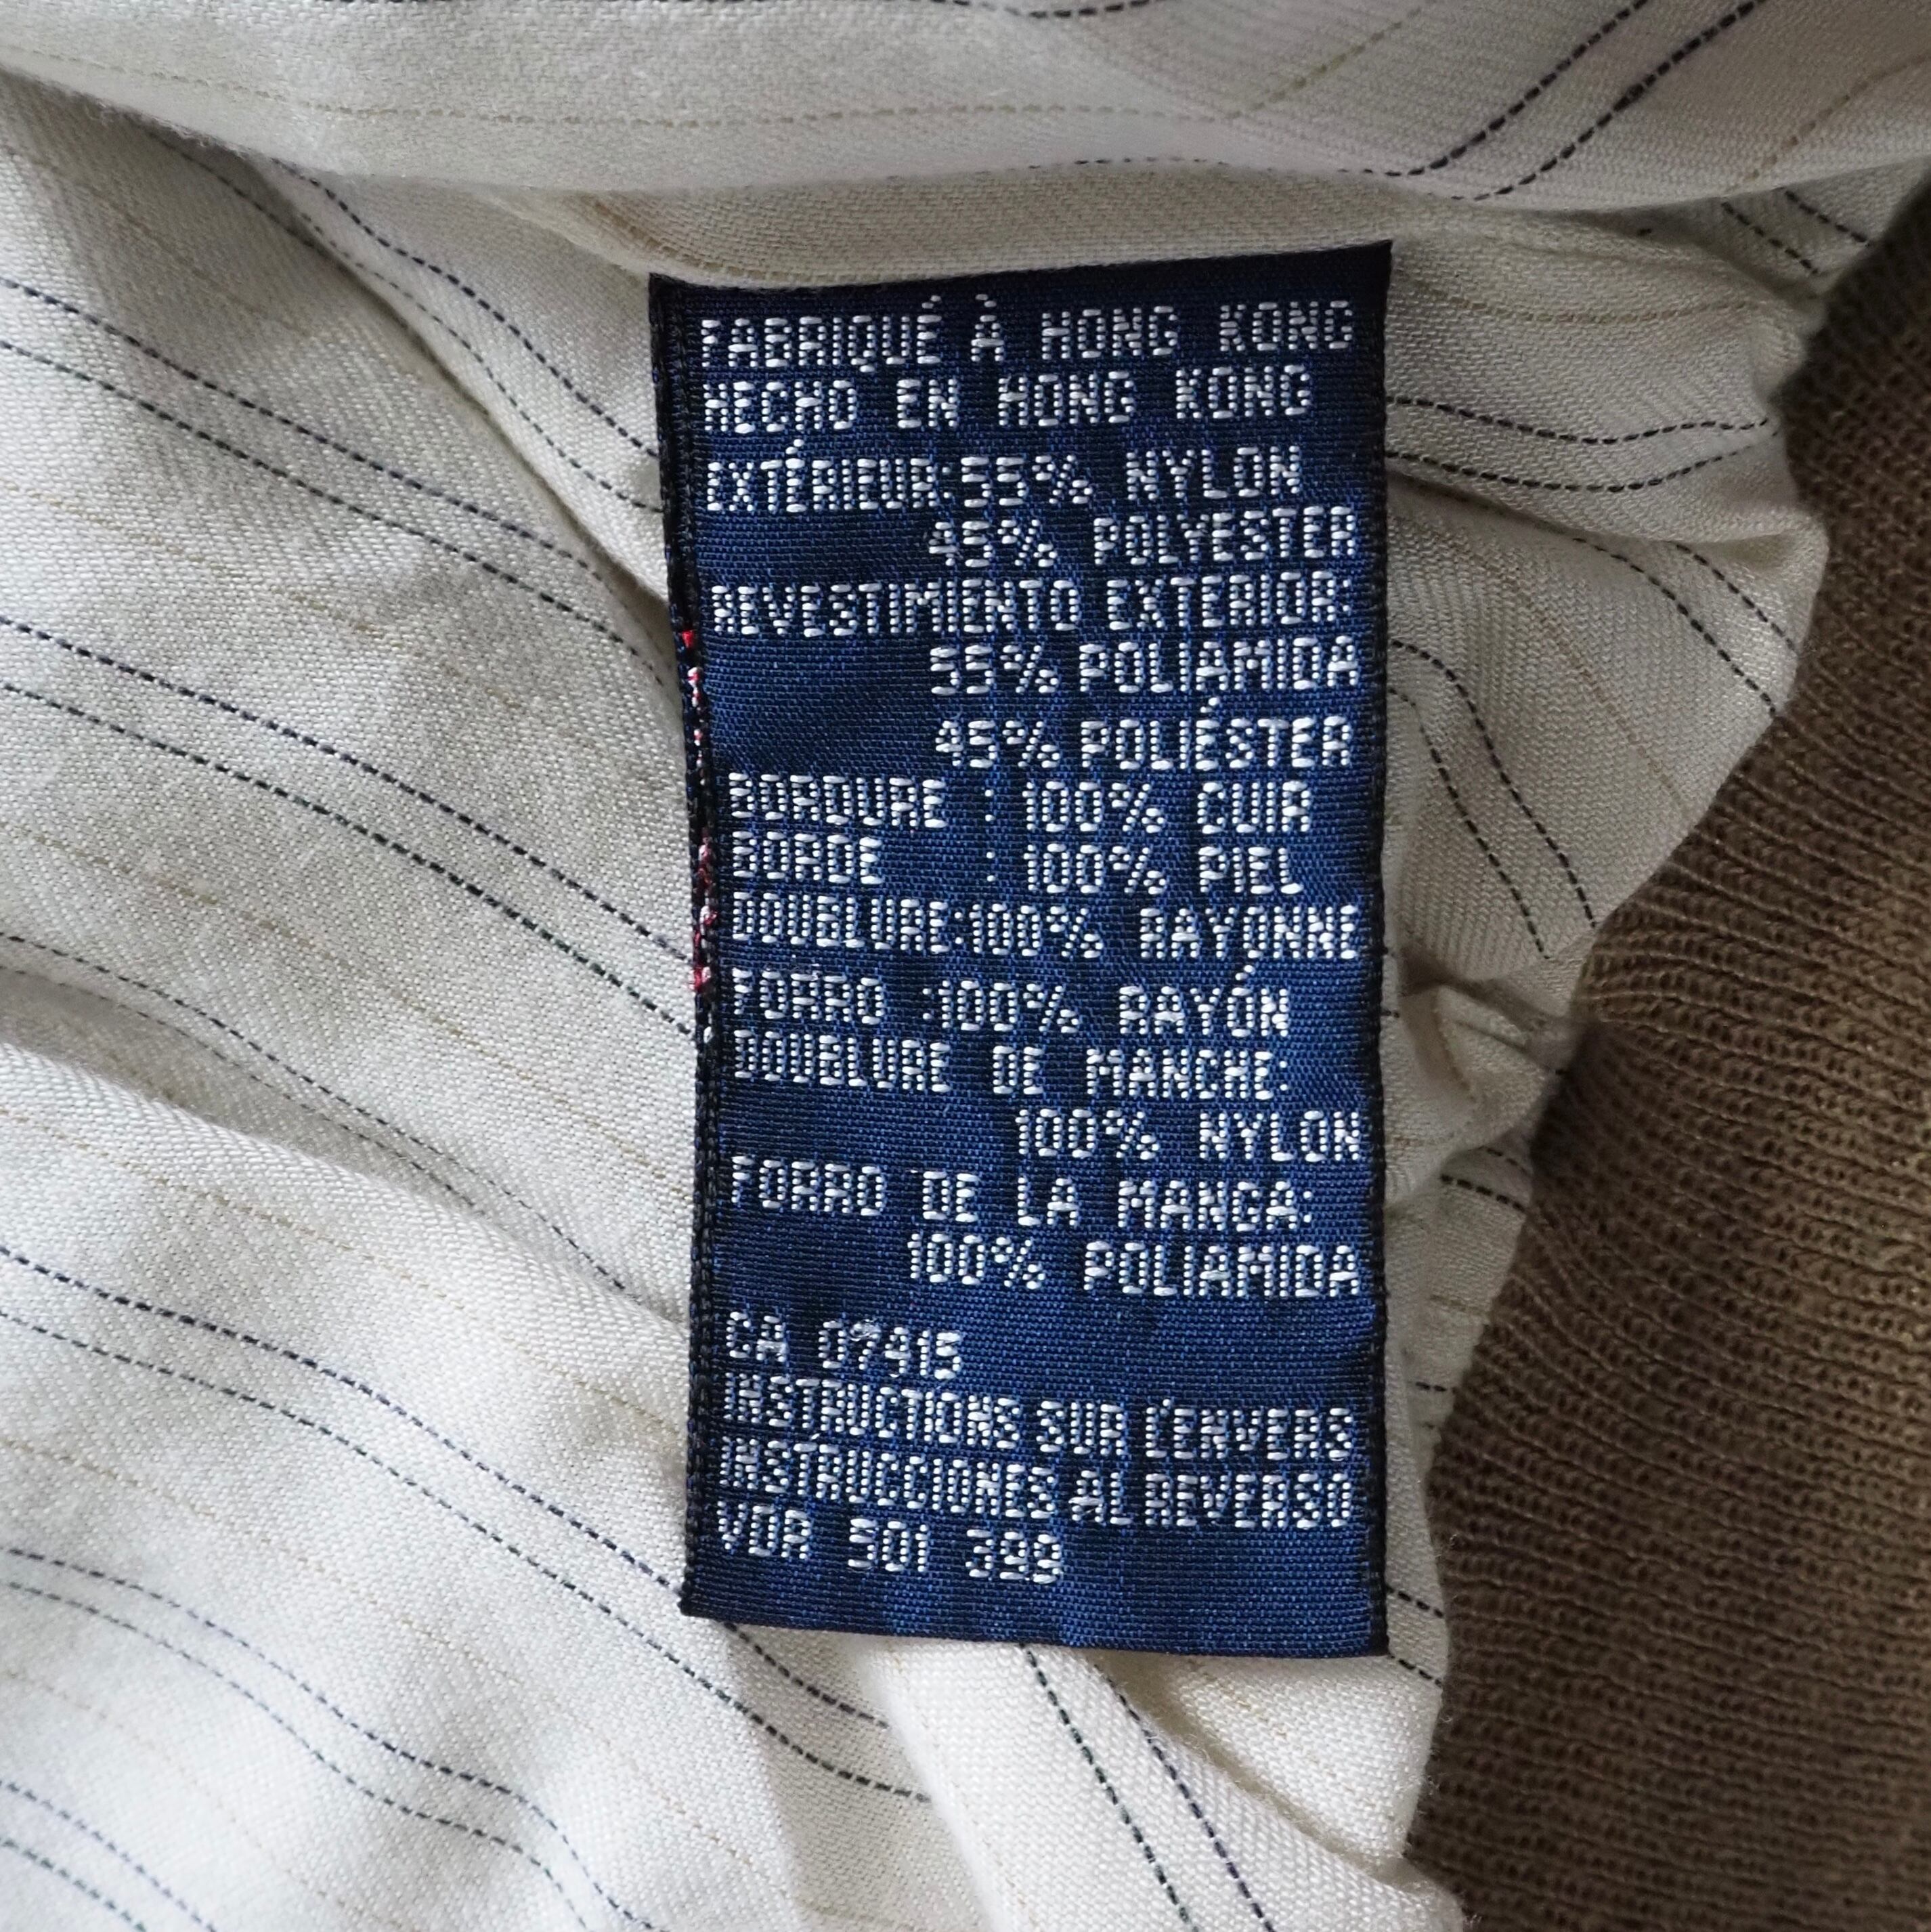 FABRIQUÉ À HONG KONG
HECHO EN HONG KONG
EXTÉRIEUR:55% NYLON
45% POLYESTER
REVESTIMIENTO EXTERIOR:
55% POLIAMIDA
45% POLIÉSTER
BORDURE : 100% CUIR
BORDE : 100% PIEL
DOUBLURE:100% RAYONNE
FORRO :100% RAYÓN
DOUBLURE DE MANCHE:
100% NYLON
FORRO DE LA MANGA:
100% POLIAMIDA
CA 07415
INSTRUCTIONS SUR L'ENVERS
INSTRUCCIONES AL REVERSO
VDR 501 398